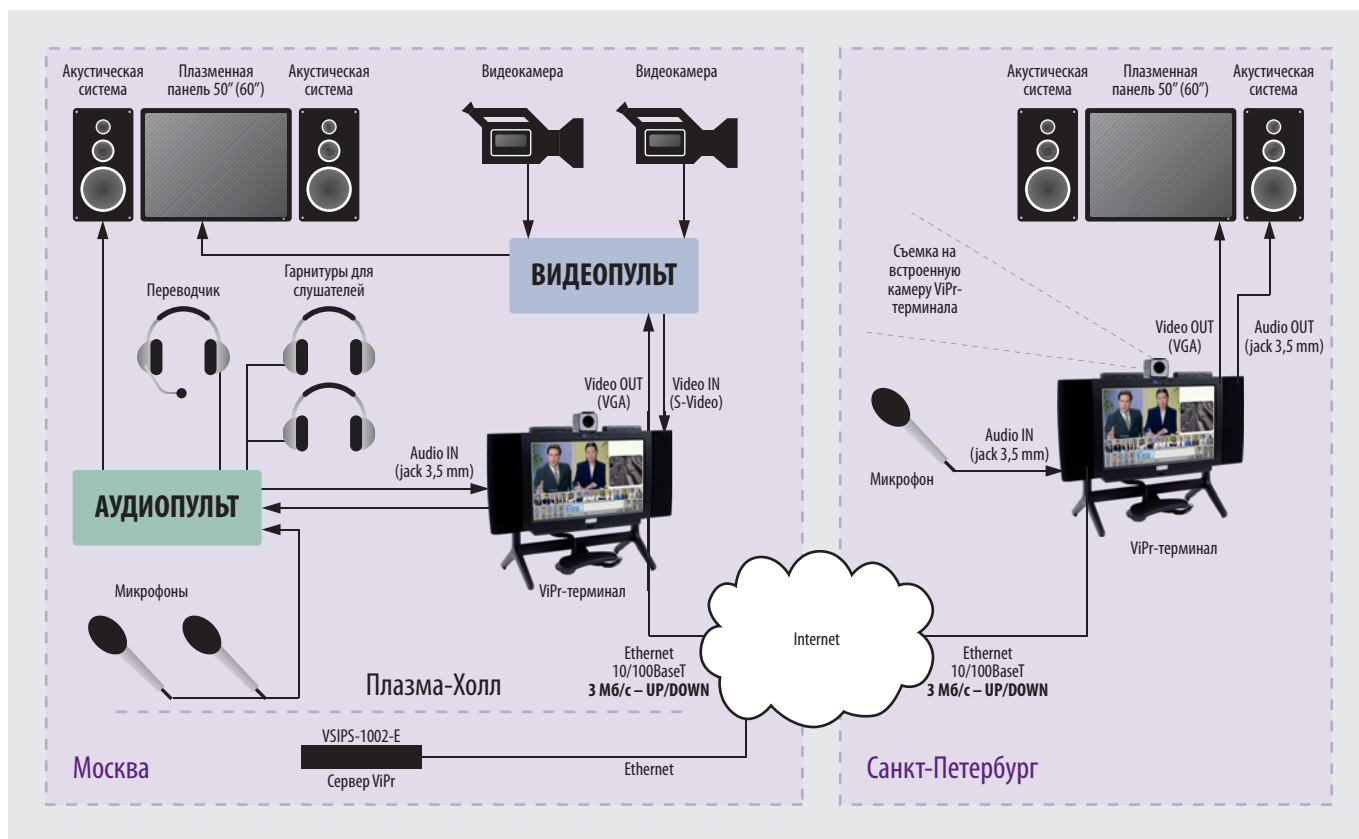 Акустическая
система
Плазменная
панель 50” (60”)
Акустическая
система
Видеокамера
Видеокамера
ВИДЕОПУЛЬТ
Переводчик
Гарнитуры для
слушателей
Video OUT
(VGA)
Video IN
(S-Video)
Audio IN
(jack 3,5 mm)
АУДИОПУЛЬТ
ViPr-терминал
Микрофоны
Плазма-Холл
Ethernet
10/100BaseT
3 Мб/с – UP/DOWN
VSIPS-1002-E
Сервер ViPr
Ethernet
Москва
Internet
Акустическая
система
Плазменная
панель 50” (60”)
Акустическая
система
Съемка на
встроенную
камеру ViPr-
терминала
Video OUT
(VGA)
Audio OUT
(jack 3,5 mm)
Audio IN
(jack 3,5 mm)
Микрофон
ViPr-терминал
Ethernet
10/100BaseT
3 Мб/с – UP/DOWN
Санкт-Петербург